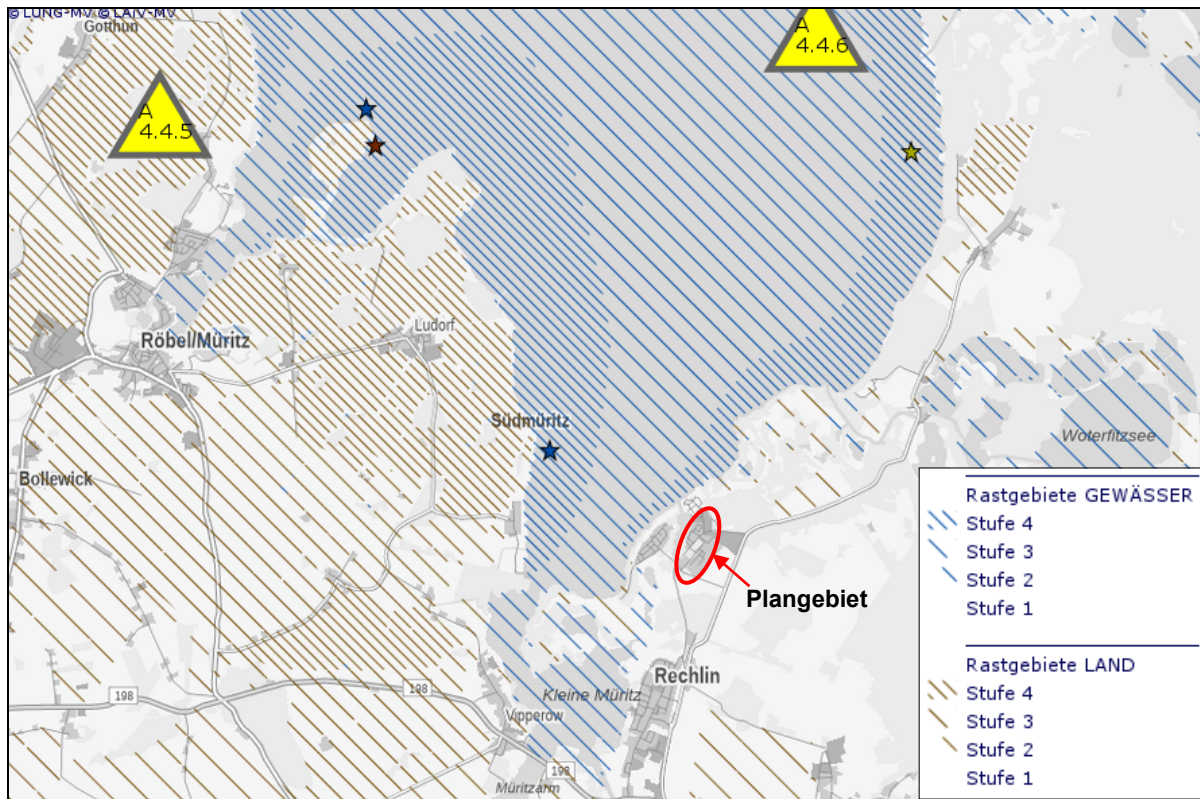 © LUNG-MV © LAIV-MV
Gotthun
A
4.4.6
A
4.4.5
Röbel/Müritz
Ludorf
Südmüritz
Bollewick
Woterfitzsee
Plangebiet
Rechlin
Kleine Müritz
198
198
Vipperow
198
Müritzarm
Rastgebiete GEWÄSSER
Stufe 4
Stufe 3
Stufe 2
Stufe 1
Rastgebiete LAND
Stufe 4
Stufe 3
Stufe 2
Stufe 1